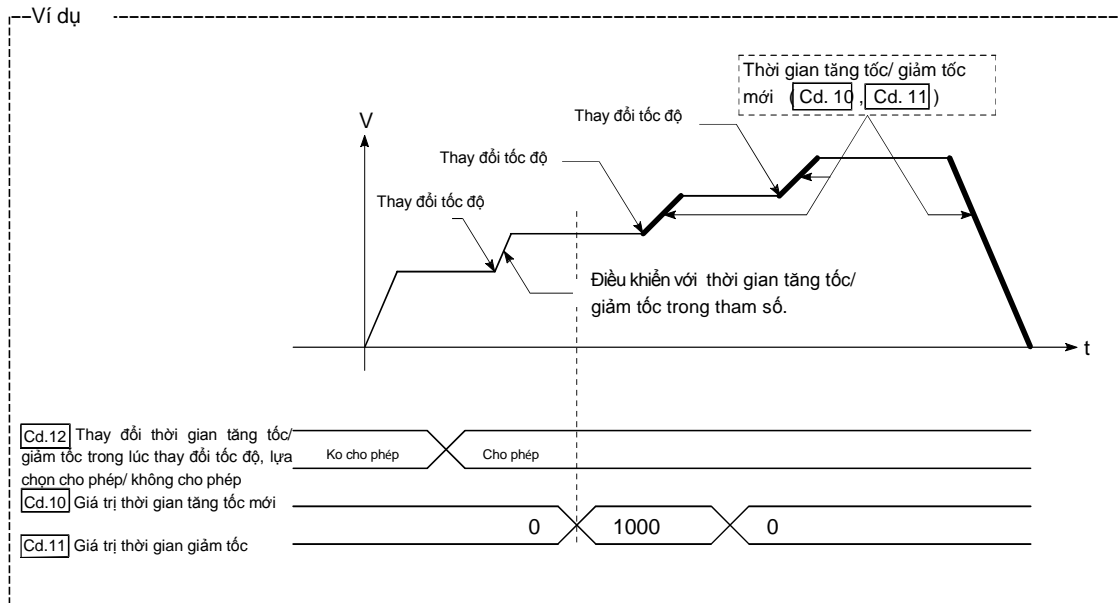 Ví dụ
Thời gian tăng tốc/ giảm tốc
mới ( Cd. 10 , Cd. 11 )
Thay đổi tốc độ
V
Thay đổi tốc độ
Thay đổi tốc độ
Điều khiển với thời gian tăng tốc/
giảm tốc trong tham số.
t
Cd.12 Thay đổi thời gian tăng tốc/
giảm tốc trong lúc thay đổi tốc độ, lựa
chọn cho phép/ không cho phép
Ko cho phép
Cho phép
Cd.10 Giá trị thời gian tăng tốc mới
0
1000
0
Cd.11 Giá trị thời gian giảm tốc